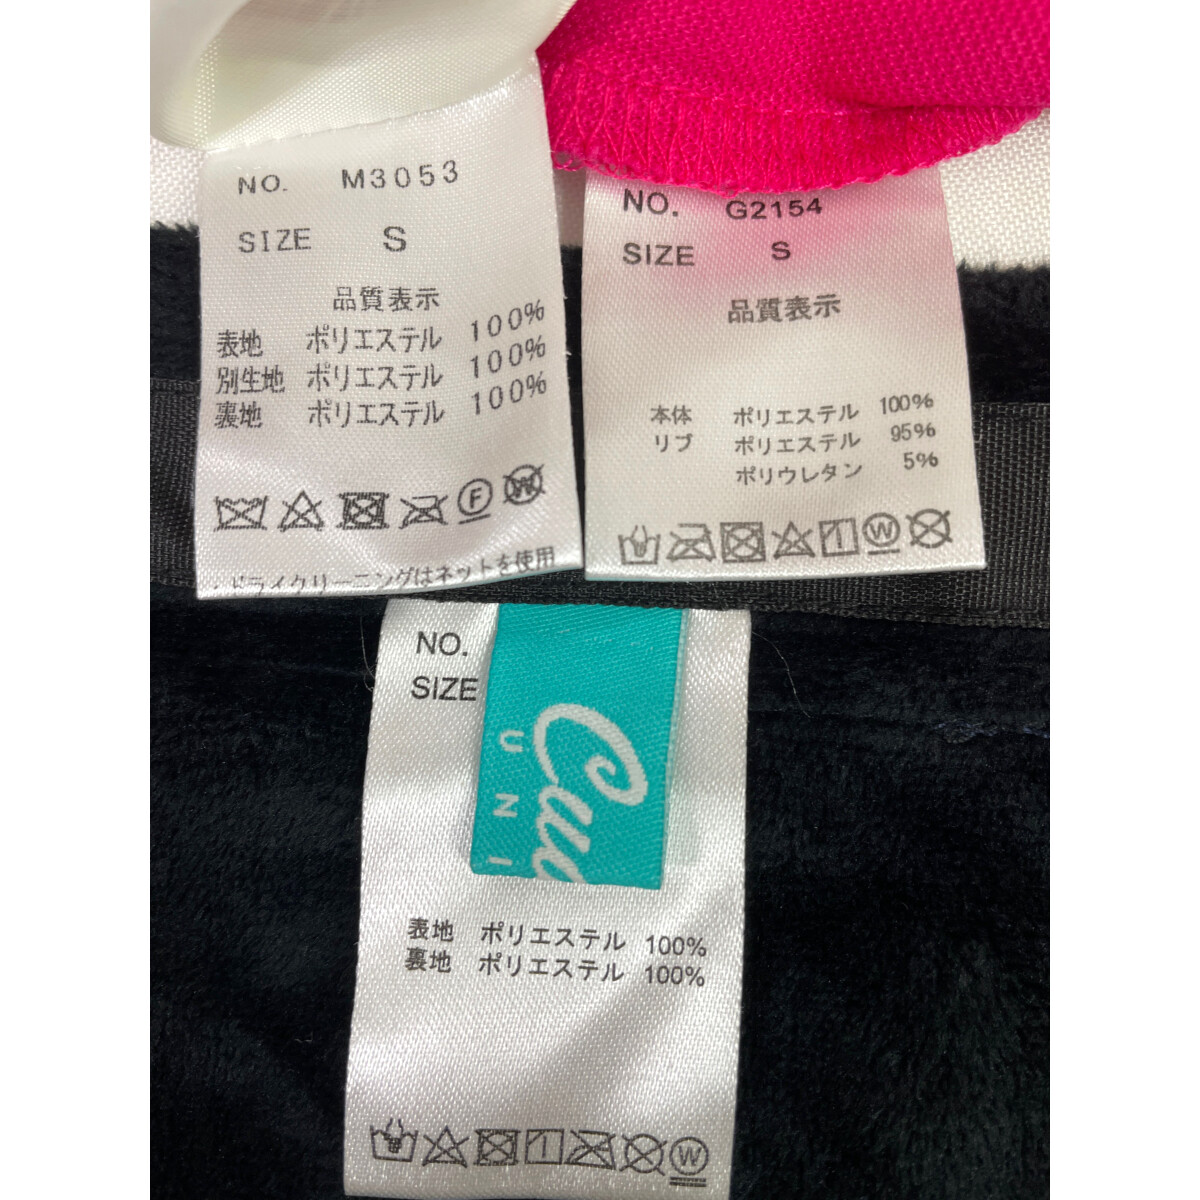 NO. M3053
SIZE S
品質表示
表地 ポリエステル 100%
別生地 ポリエステル 100%
裏地 ポリエステル 100%
F
W
・ドライクリーニングはネットを使用
NO. G2154
SIZE S
品質表示
本体 ポリエステル 100%
リブ ポリエステル 95%
ポリウレタン 5%
W
NO.
SIZE
UNI
表地 ポリエステル 100%
裏地 ポリエステル 100%
W